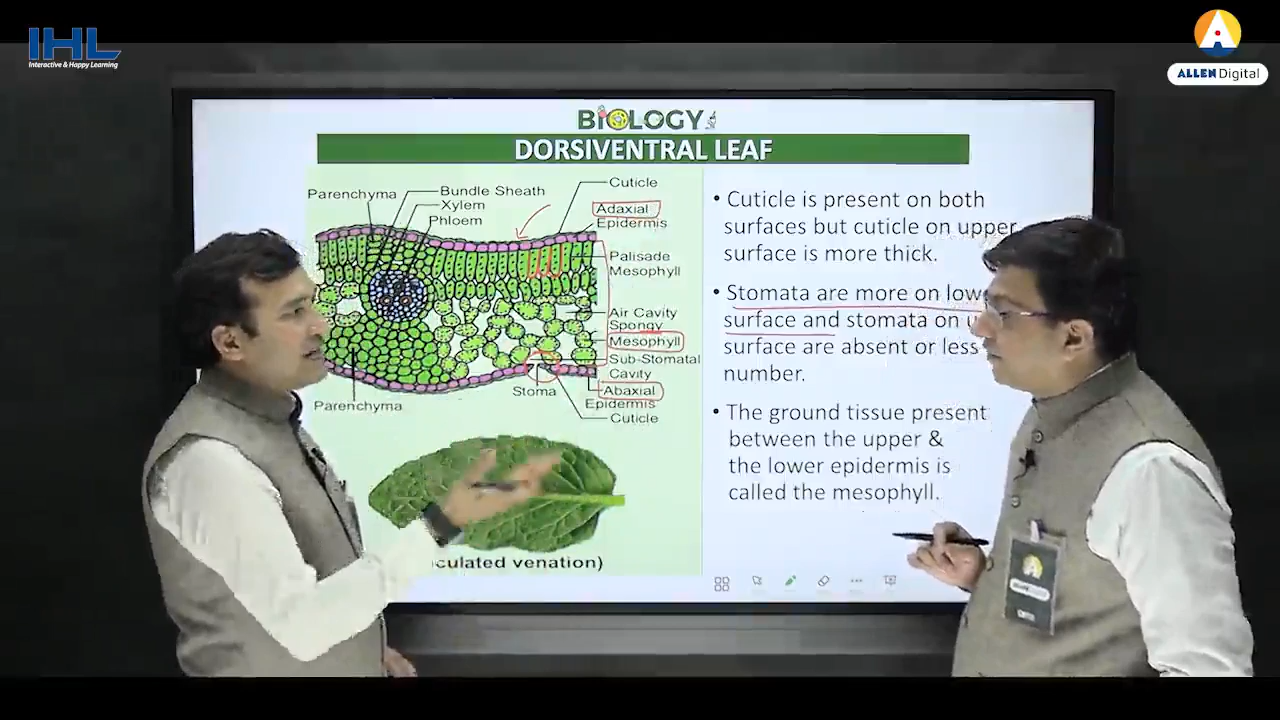 IHL
Interactive & Happy Learning
ALLEN Digital
BIOLOGY
DORSIVENTRAL LEAF
Parenchyma
Bundle Sheath
Xylem
Phloem
Cuticle
Adaxial
Epidermis
Palisade
Mesophyll
Air Cavity
Spongy
Mesophyll
Sub-Stomatal
Cavity
Stoma
Abaxial
Epidermis
Cuticle
Parenchyma
venation)
• Cuticle is present on both
surfaces but cuticle on upper
surface is more thick.
• Stomata are more on
surface and stomata on
surface are absent or less
number.
• The ground tissue present
between the upper &
the lower epidermis is
called the mesophyll.